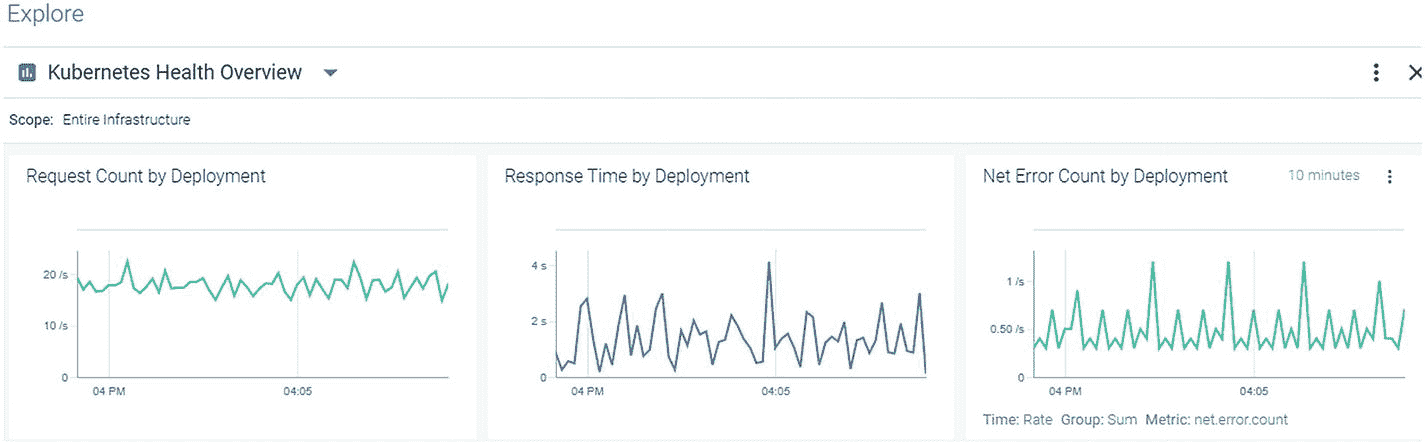 Explore
Kubernetes Health Overview
Scope: Entire Infrastructure
Request Count by Deployment
20 /s
10 /s
0
04 PM 04:05
Response Time by Deployment
4 s
2 s
0
04 PM 04:05
Net Error Count by Deployment 10 minutes
1 /s
0.50 /s
0
04 PM 04:05
Time: Rate Group: Sum Metric: net.error.count